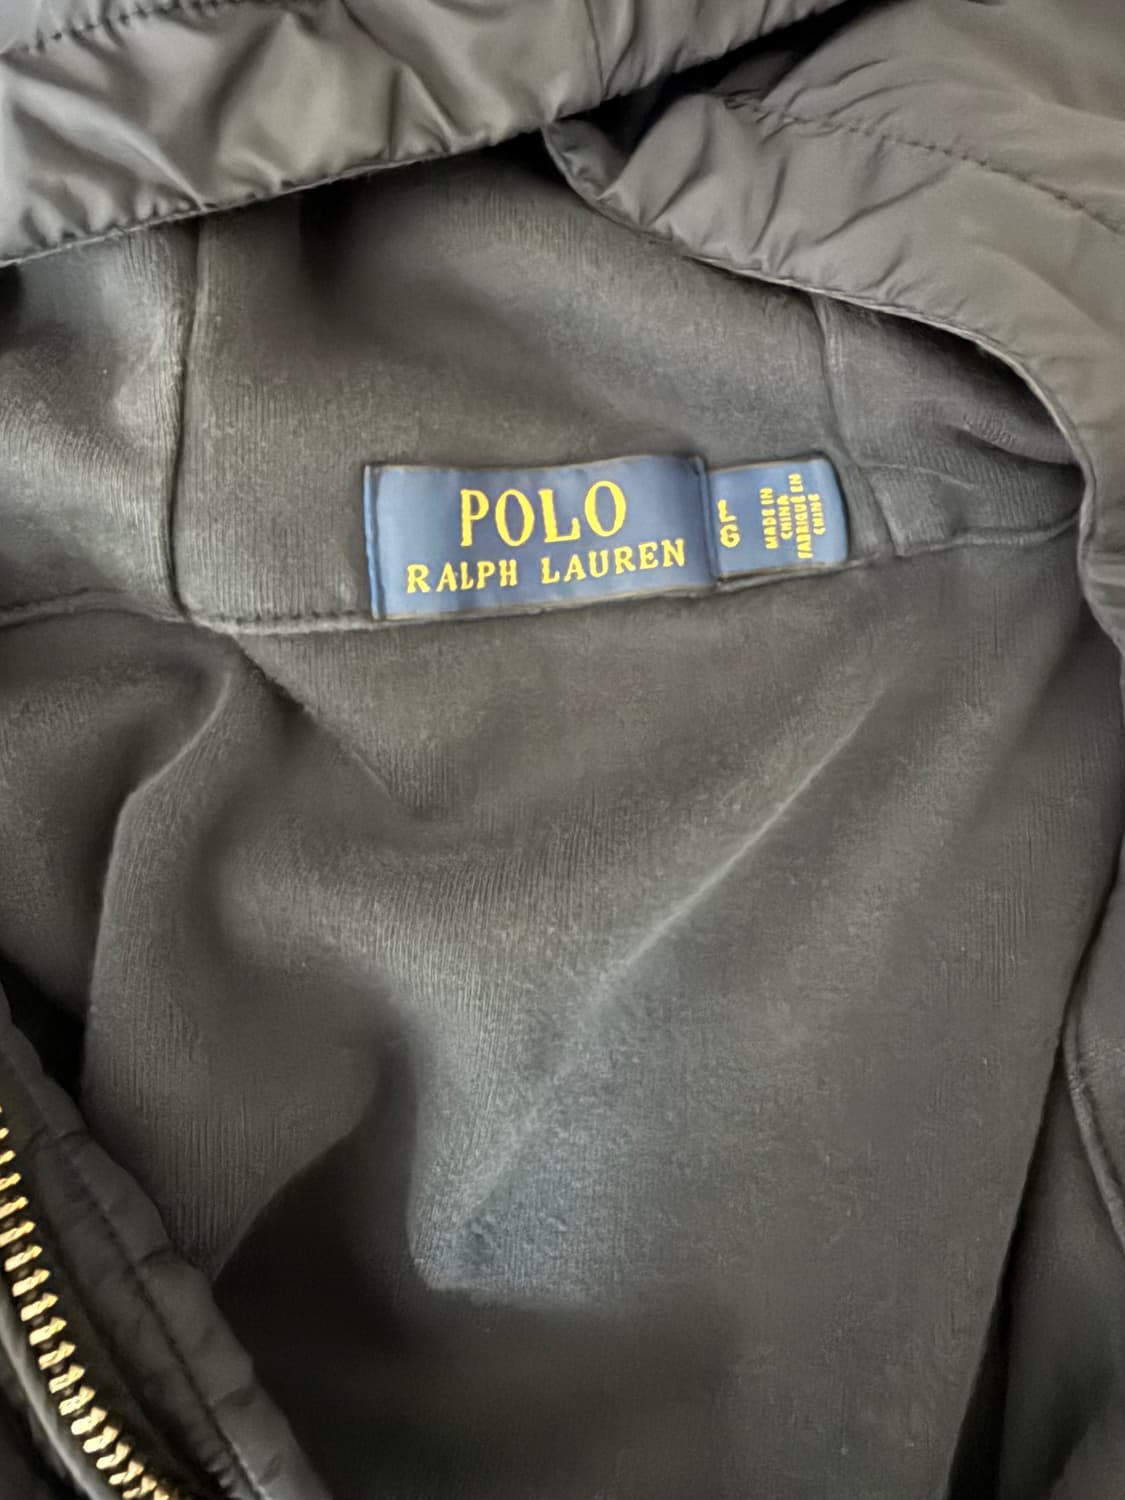 POLO
RALPH LAUREN
L
G
MADE IN
CHINA
FABRIQUÉ EN
CHINE